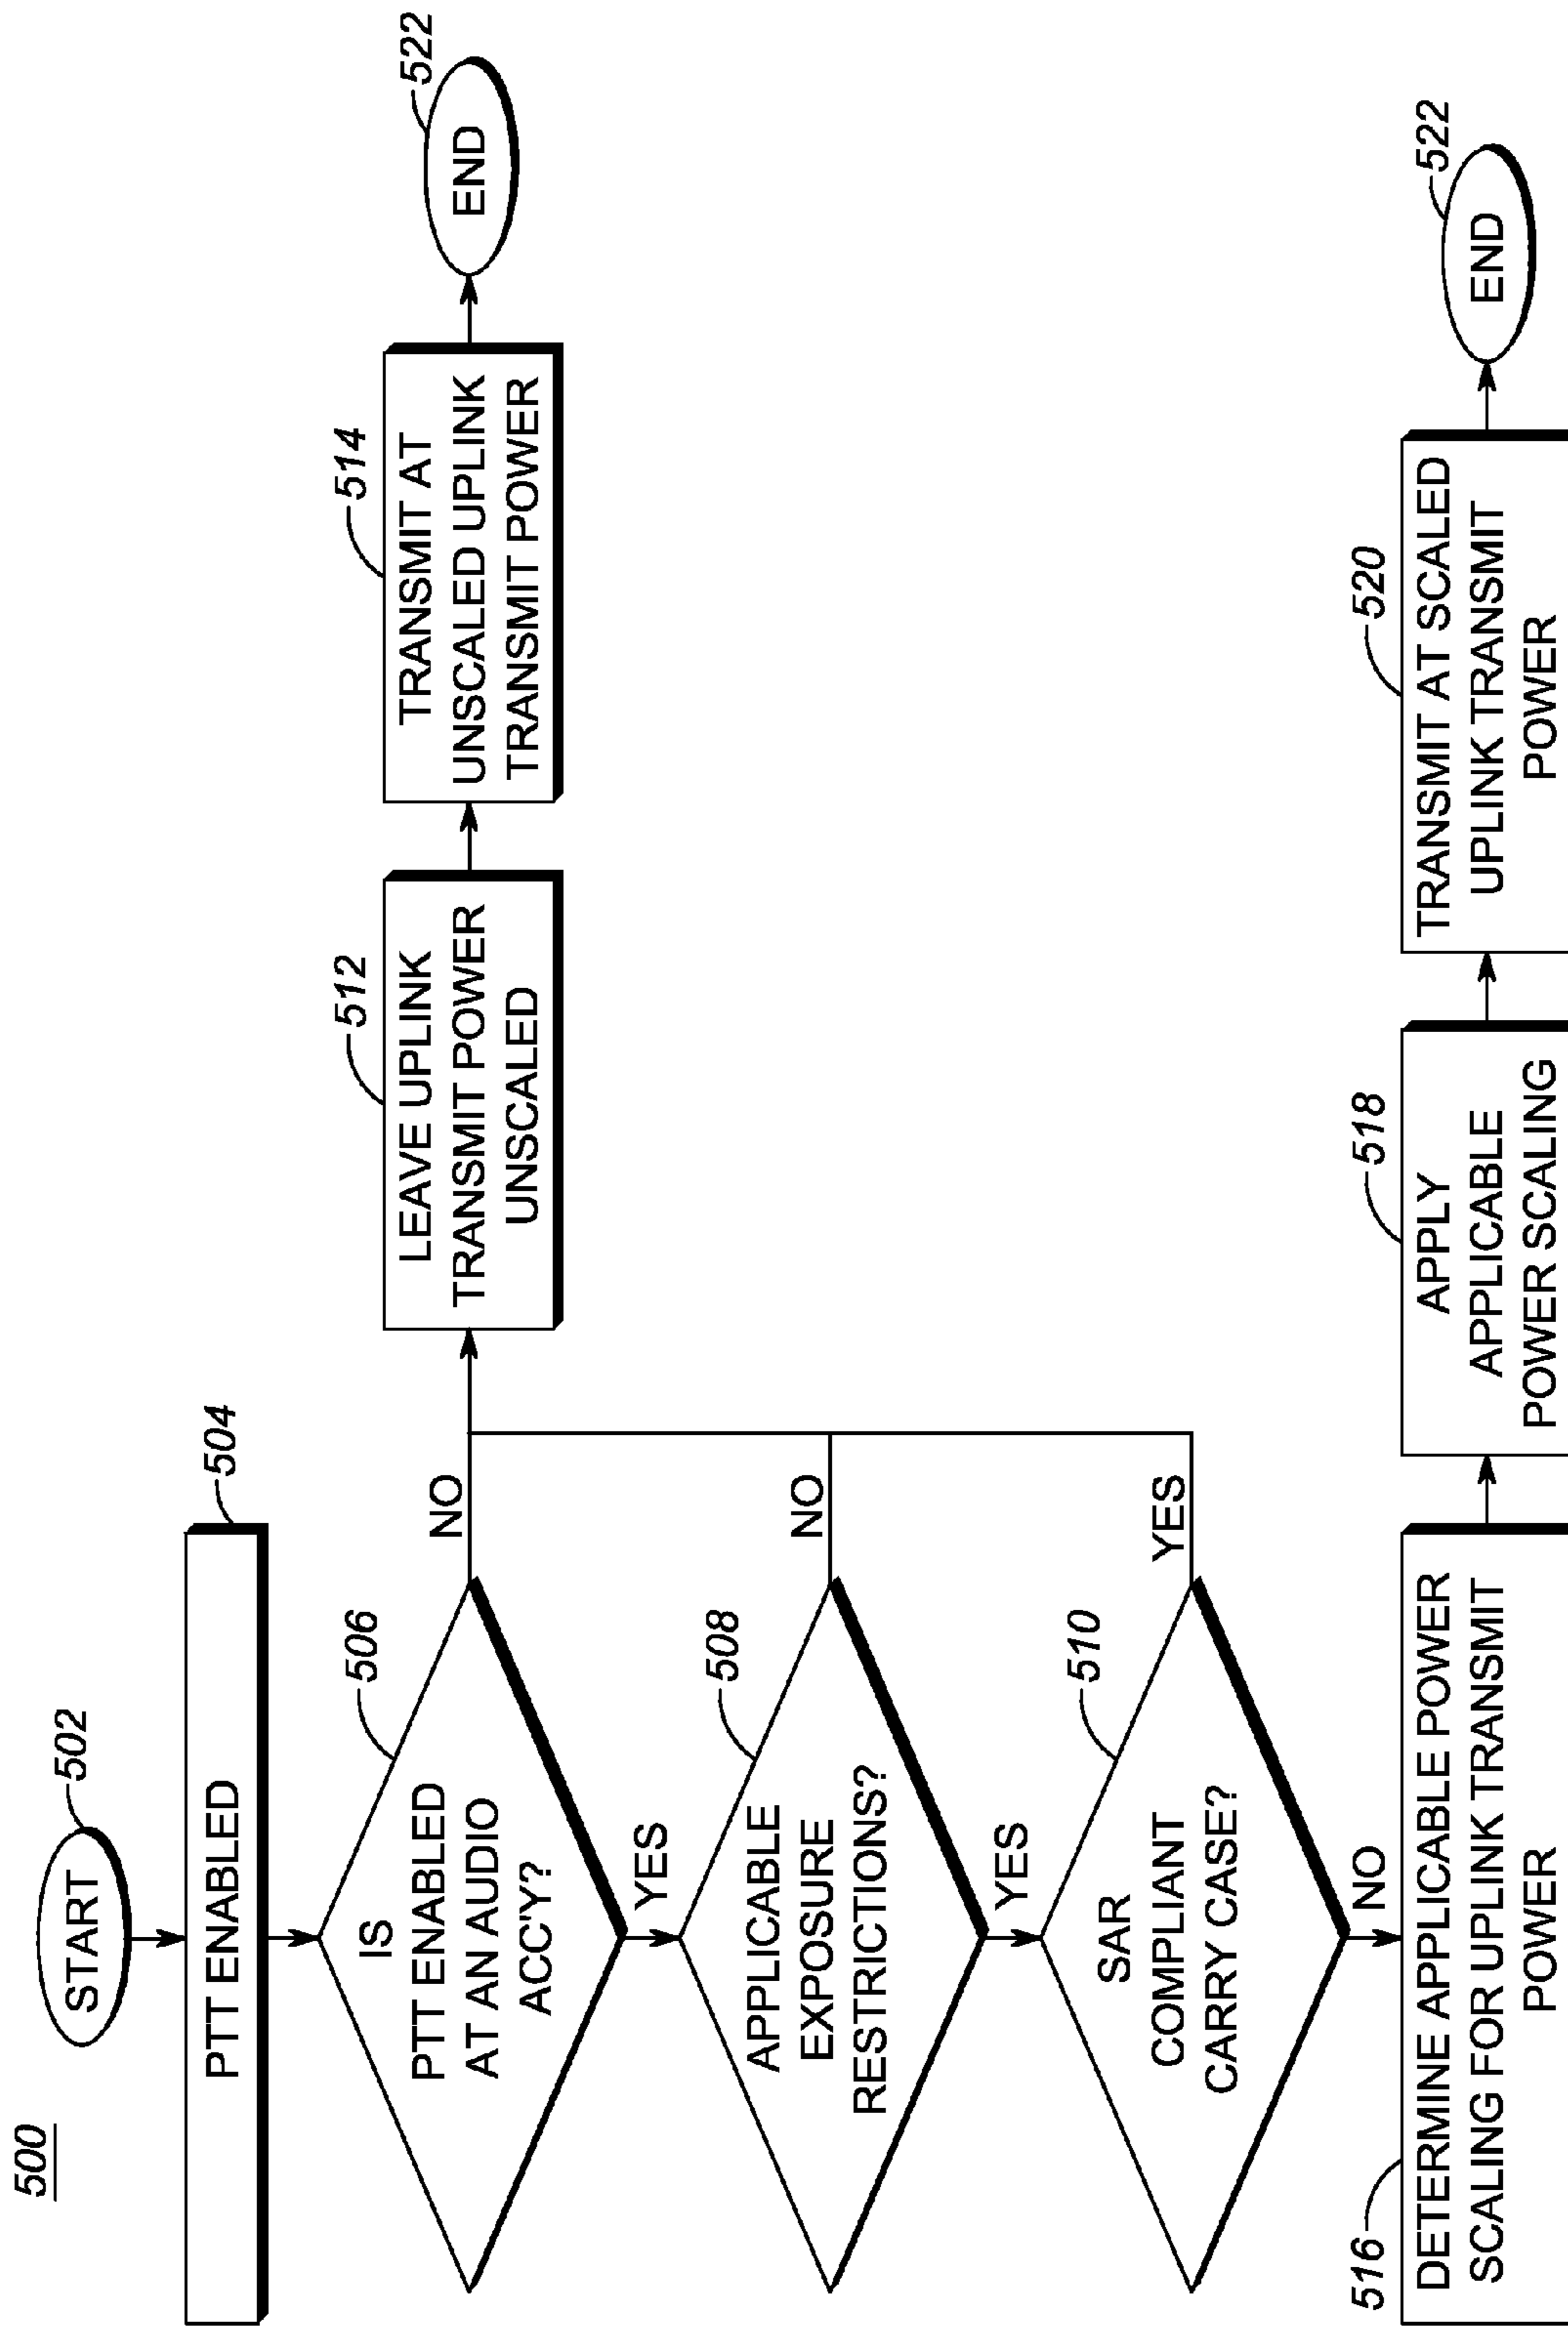 500
START
502
PTT ENABLED
504
IS
PTT ENABLED
AT AN AUDIO
ACC'Y?
506
NO
YES
APPLICABLE
EXPOSURE
RESTRICTIONS?
508
NO
YES
SAR
COMPLIANT
CARRY CASE?
510
YES
NO
LEAVE UPLINK
TRANSMIT POWER
UNSCALED
512
TRANSMIT AT
UNSCALED UPLINK
TRANSMIT POWER
514
END
522
516
DETERMINE APPLICABLE POWER
SCALING FOR UPLINK TRANSMIT
POWER
APPLY
APPLICABLE
POWER SCALING
518
TRANSMIT AT SCALED
UPLINK TRANSMIT
POWER
520
END
522